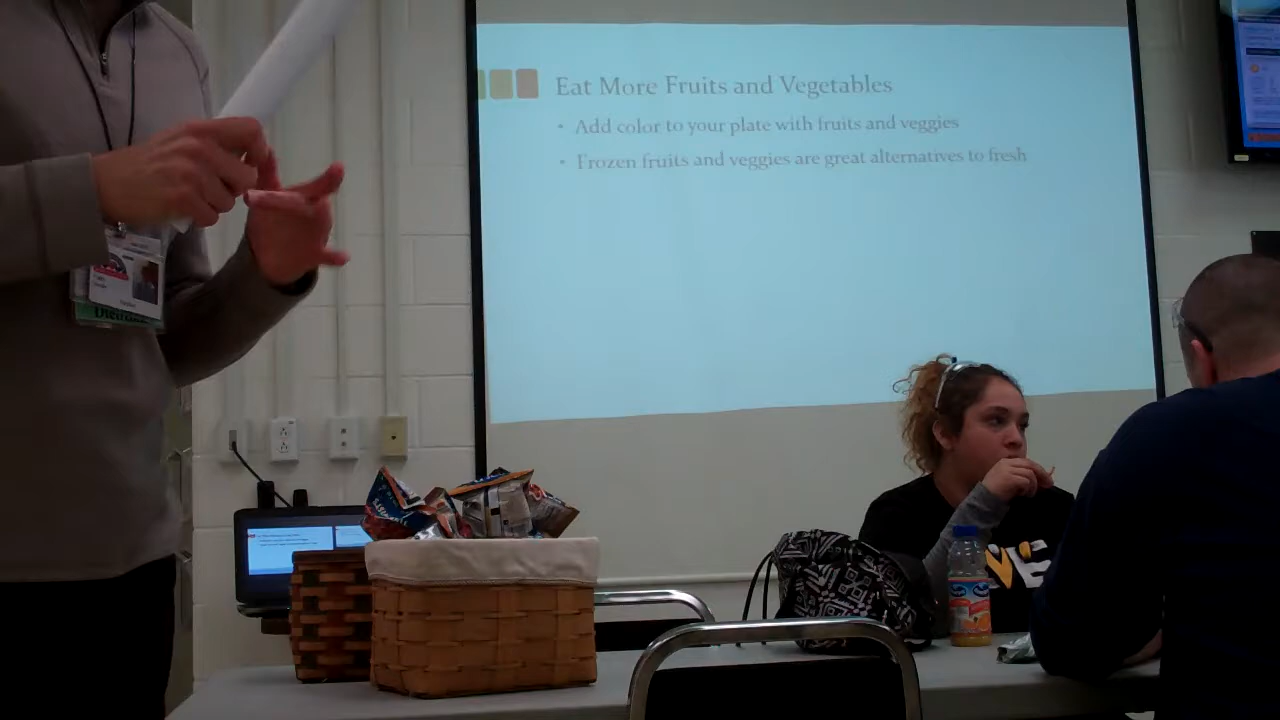 Eat More Fruits and Vegetables
Add color to your plate with fruits and veggies
Frozen fruits and veggies are great alternatives to fresh